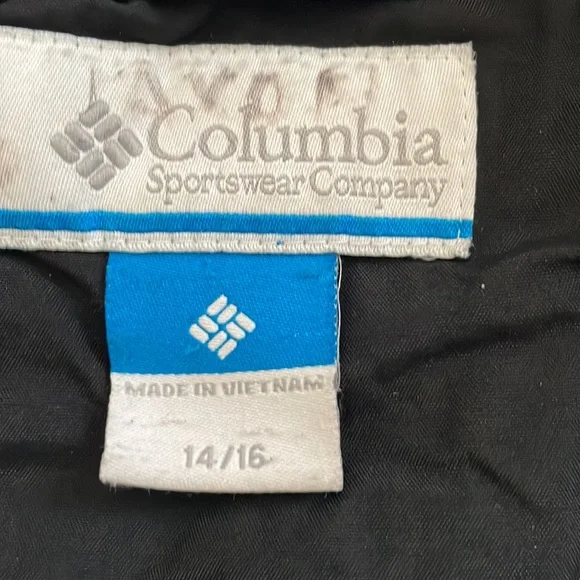 Columbia
Sportswear Company
MADE IN VIETNAM
14/16